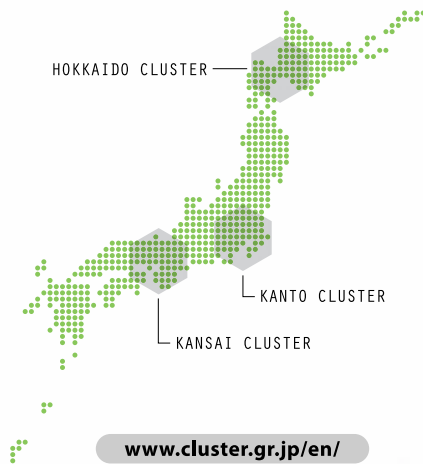 HOKKAIDO CLUSTER
KANTO CLUSTER
KANSAI CLUSTER
www.cluster.gr.jp/en/